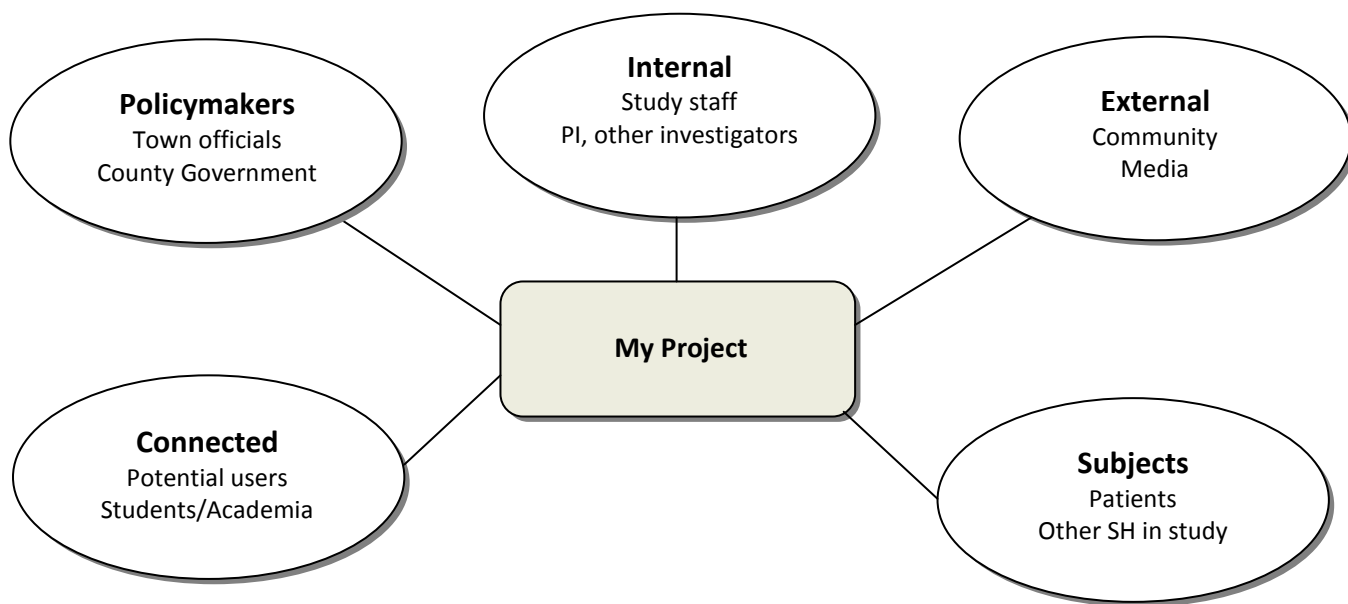 Policymakers
Town officials
County Government
Internal
Study staff
PI, other investigators
External
Community
Media
My Project
Connected
Potential users
Students/Academia
Subjects
Patients
Other SH in study